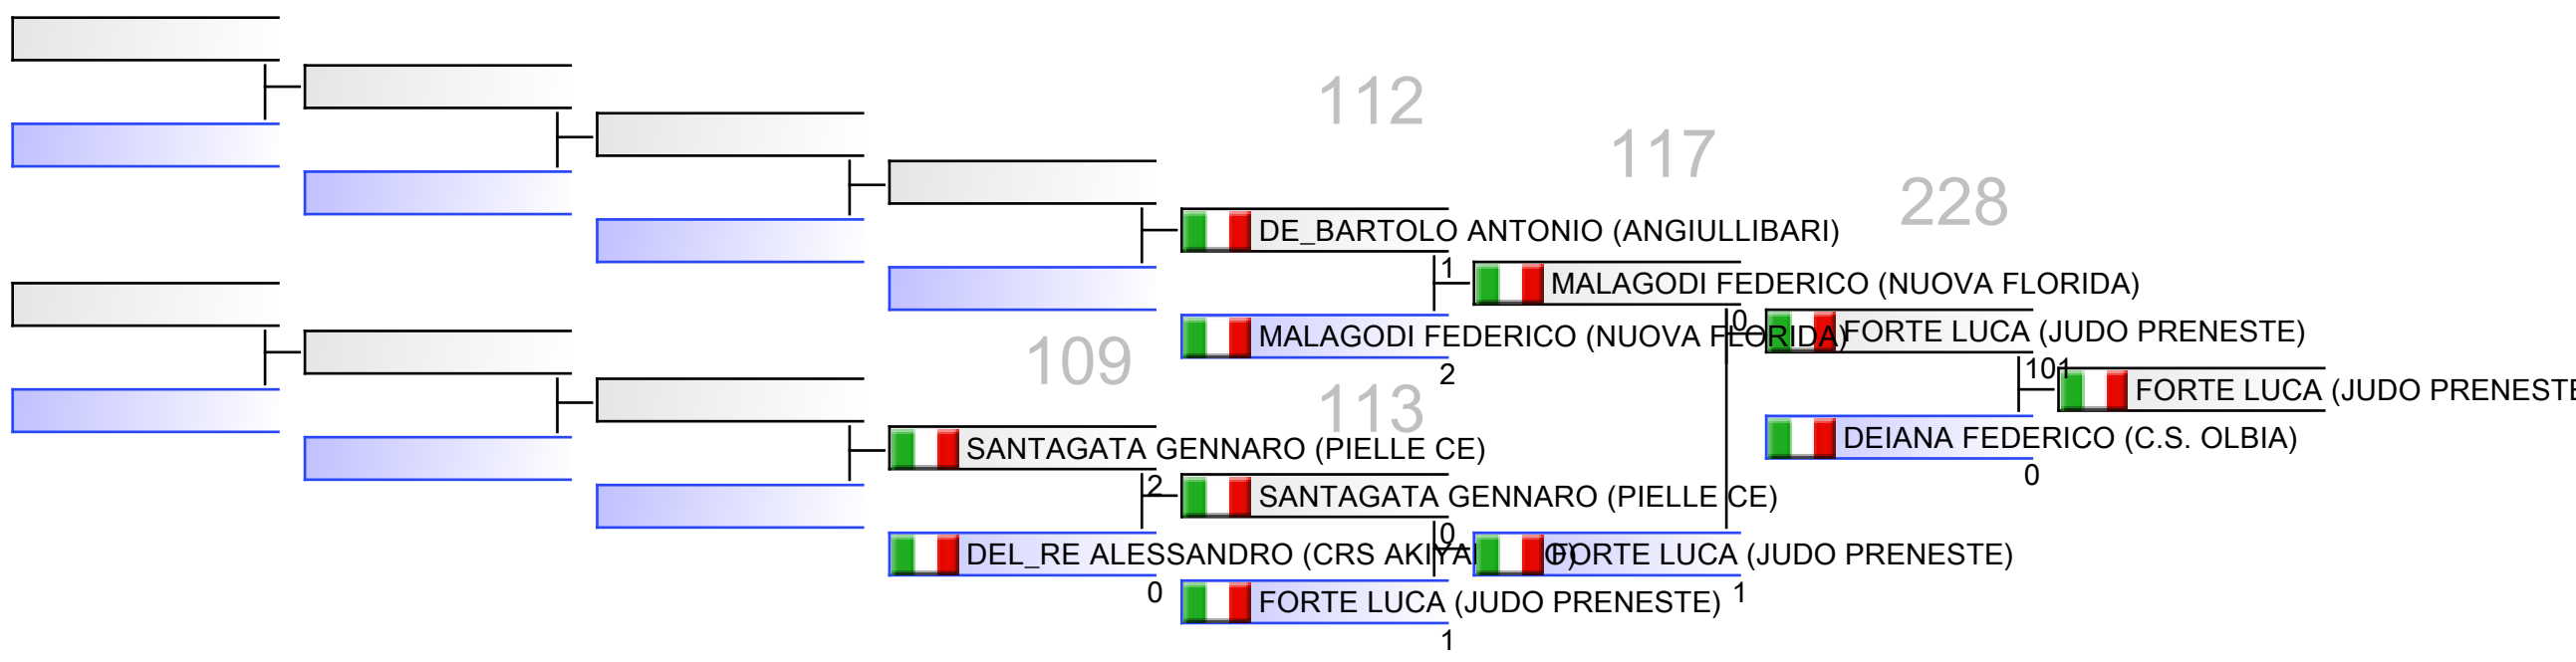 112
117
228
DE_BARTOLO ANTONIO (ANGIULLIBARI)
1
MALAGODI FEDERICO (NUOVA FLORIDA)
0
FORTE LUCA (JUDO PRENESTE)
MALAGODI FEDERICO (NUOVA FLORIDA)
2
109
101
FORTE LUCA (JUDO PRENESTE
113
DEIANA FEDERICO (C.S. OLBIA)
0
SANTAGATA GENNARO (PIELLE CE)
2
SANTAGATA GENNARO (PIELLE CE)
0
DEL_RE ALESSANDRO (CRS
0
FORTE LUCA (JUDO PRENESTE)
1
FORTE LUCA (JUDO PRENESTE)
1